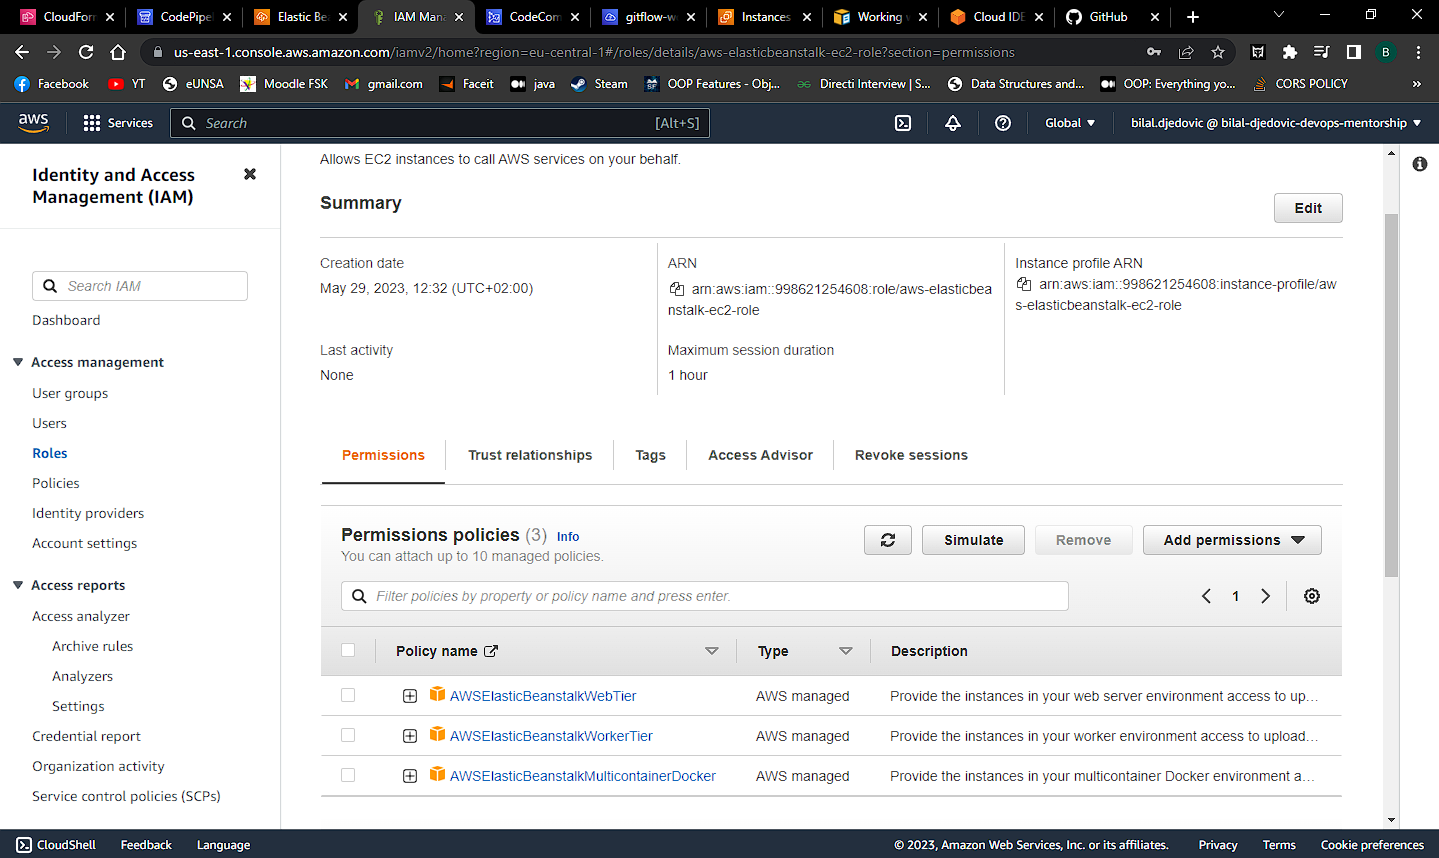 CloudForm
CodePipel
Elastic Be
IAM Mana
CodeCom
gitflow-wo
Instances
Working w
Cloud IDE
GitHub
us-east-1.console.aws.amazon.com/iamv2/home?region=eu-central-1#/roles/details/aws-elasticbeanstalk-ec2-role?section=permissions
B
Facebook
YT
eUNSA
Moodle FSK
gmail.com
Faceit
java
Steam
OOP Features - Obj...
Directi Interview | S...
Data Structures and...
OOP: Everything yo...
CORS POLICY
»
aws
Services
Search
[Alt+S]
Global
bilal.djedovic @ bilal-djedovic-devops-mentorship
Identity and Access
Management (IAM)
Search IAM
Dashboard
Access management
User groups
Users
Roles
Policies
Identity providers
Account settings
Access reports
Access analyzer
Archive rules
Analyzers
Settings
Credential report
Organization activity
Service control policies (SCPs)
Allows EC2 instances to call AWS services on your behalf.
Summary
Edit
Creation date
May 29, 2023, 12:32 (UTC+02:00)
ARN
arn:aws:iam::998621254608:role/aws-elasticbea
nstalk-ec2-role
Instance profile ARN
arn:aws:iam::998621254608:instance-profile/aw
s-elasticbeanstalk-ec2-role
Last activity
None
Maximum session duration
1 hour
Permissions
Trust relationships
Tags
Access Advisor
Revoke sessions
Permissions policies (3) Info
You can attach up to 10 managed policies.
Simulate
Remove
Add permissions
Filter policies by property or policy name and press enter.
1
Policy name
Type
Description
AWSElasticBeanstalkWebTier
AWS managed
Provide the instances in your web server environment access to up...
AWSElasticBeanstalkWorkerTier
AWS managed
Provide the instances in your worker environment access to upload...
AWSElasticBeanstalkMulticontainerDocker
AWS managed
Provide the instances in your multicontainer Docker environment a...
CloudShell
Feedback
Language
© 2023, Amazon Web Services, Inc. or its affiliates.
Privacy
Terms
Cookie preferences